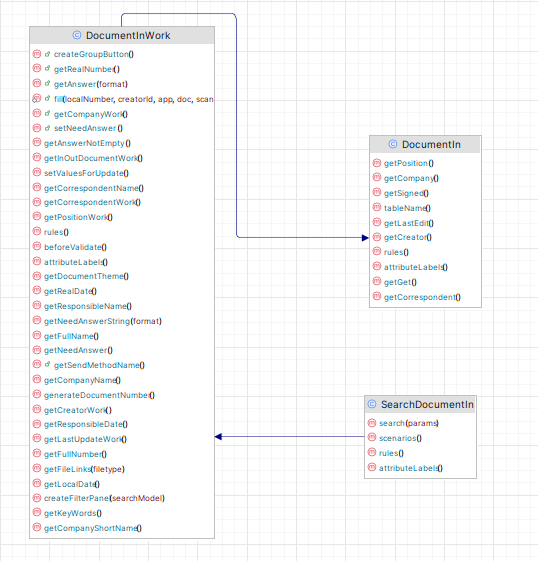 DocumentInWork
createGroupButton()
getRealNumber()
getAnswer(format)
fill(localNumber, creatorId, app, doc, scan
getCompanyWork()
setNeedAnswer()
getAnswerNotEmpty()
getInOutDocumentWork()
setValuesForUpdate()
getCorrespondentName()
getCorrespondentWork()
getPositionWork()
rules()
beforeValidate()
attributeLabels()
getDocumentTheme()
getRealDate()
getResponsibleName()
getNeedAnswerString(format)
getFullName()
getNeedAnswer()
getSendMethodName()
getCompanyName()
generateDocumentNumber()
getCreatorWork()
getResponsibleDate()
getLastUpdateWork()
getFullNumber()
getFileLinks(filetype)
getLocalDate()
createFilterPanel(searchModel)
getKeyWords()
getCompanyShortName()
DocumentIn
getPosition()
getCompany()
getSigned()
tableName()
getLastEdit()
getCreator()
rules()
attributeLabels()
getGet()
getCorrespondent()
SearchDocumentIn
search(params)
scenarios()
rules()
attributeLabels()